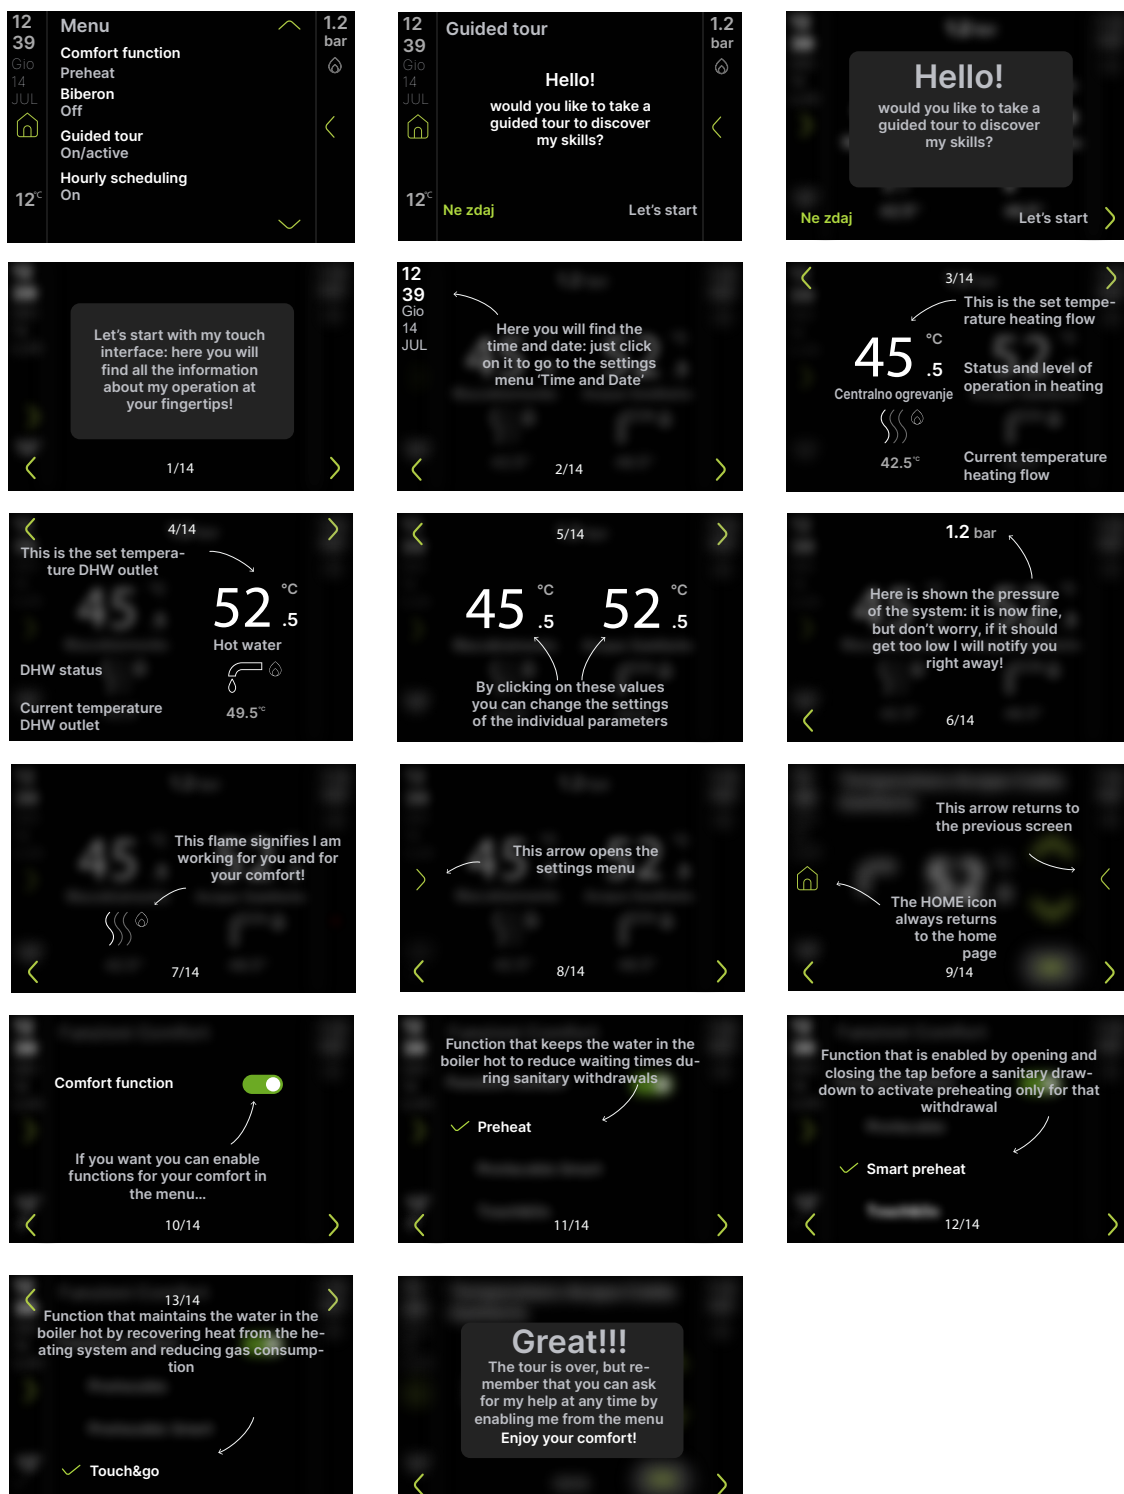 12
39
Gio
14
JUL
12°C
Menu
Comfort function
Preheat
Biberon
Off
Guided tour
On/active
Hourly scheduling
On
1.2
bar
12
39
Gio
14
JUL
12°C
Guided tour
Hello!
would you like to take a
guided tour to discover
my skills?
Ne zdaj
Let's start
1.2
bar
Hello!
would you like to take a
guided tour to discover
my skills?
Ne zdaj
Let's start
Let's start with my touch
interface: here you will
find all the information
about my operation at
your fingertips!
1/14
12
39
Gio
14
JUL
Here you will find the
time and date: just click
on it to go to the settings
menu ‘Time and Date’
2/14
3/14
This is the set tempe-
rature heating flow
45 °C
.5
Status and level of
operation in heating
Centralno ogrevanje
42.5°C
Current temperature
heating flow
4/14
This is the set tempera-
ture DHW outlet
52 °C
.5
Hot water
DHW status
Current temperature
DHW outlet
49.5°C
5/14
45 °C
.5
52 °C
.5
By clicking on these values
you can change the settings
of the individual parameters
1.2 bar
Here is shown the pressure
of the system: it is now fine,
but don't worry, if it should
get too low I will notify you
right away!
6/14
This flame signifies I am
working for you and for
your comfort!
7/14
This arrow opens the
settings menu
8/14
This arrow returns to
the previous screen
The HOME icon
always returns
to the home
page
9/14
Comfort function
If you want you can enable
functions for your comfort in
the menu...
10/14
Function that keeps the water in the
boiler hot to reduce waiting times du-
ring sanitary withdrawals
Preheat
11/14
Function that is enabled by opening and
closing the tap before a sanitary draw-
down to activate preheating only for that
withdrawal
Smart preheat
12/14
13/14
Function that maintains the water in the
boiler hot by recovering heat from the he-
ating system and reducing gas consump-
tion
Touch&go
Great!!!
The tour is over, but re-
member that you can ask
for my help at any time by
enabling me from the menu
Enjoy your comfort!